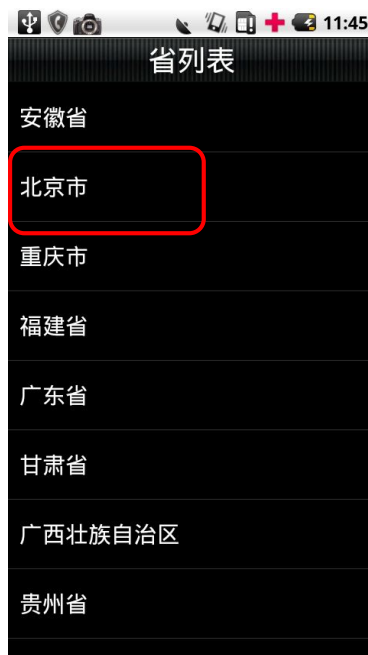 11:45
省列表
安徽省
北京市
重庆市
福建省
广东省
甘肃省
广西壮族自治区
贵州省